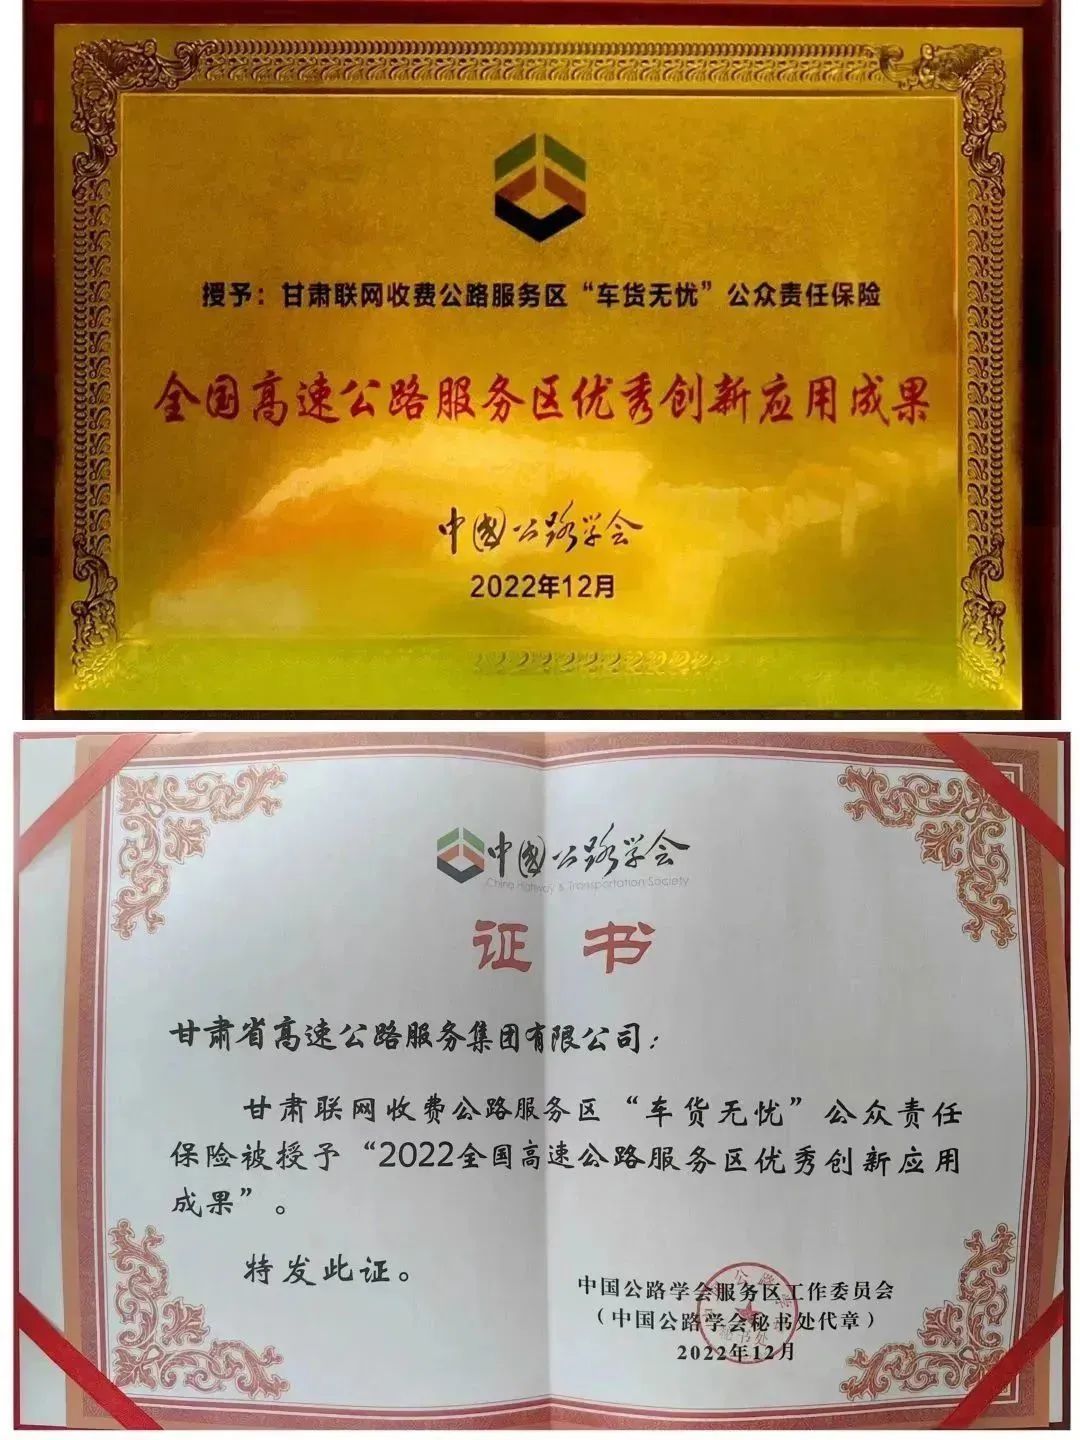 授予：甘肃联网收费公路服务区“车货无忧”公众责任保险
全国高速公路服务区优秀创新应用成果
中国公路学会
2022年12月
中国公路学会
China Highway & Transportation Society
证书
甘肃省高速公路服务集团有限公司：
甘肃联网收费公路服务区“车货无忧”公众责任
保险被授予“2022全国高速公路服务区优秀创新应用
成果”。
特发此证。
中国公路学会服务区工作委员会
（中国公路学会秘书处代章）
2022年12月